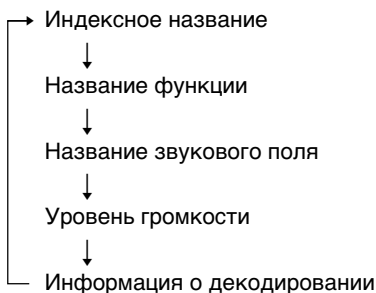 Индексное название
Название функции
Название звукового поля
Уровень громкости
Информация о декодировании